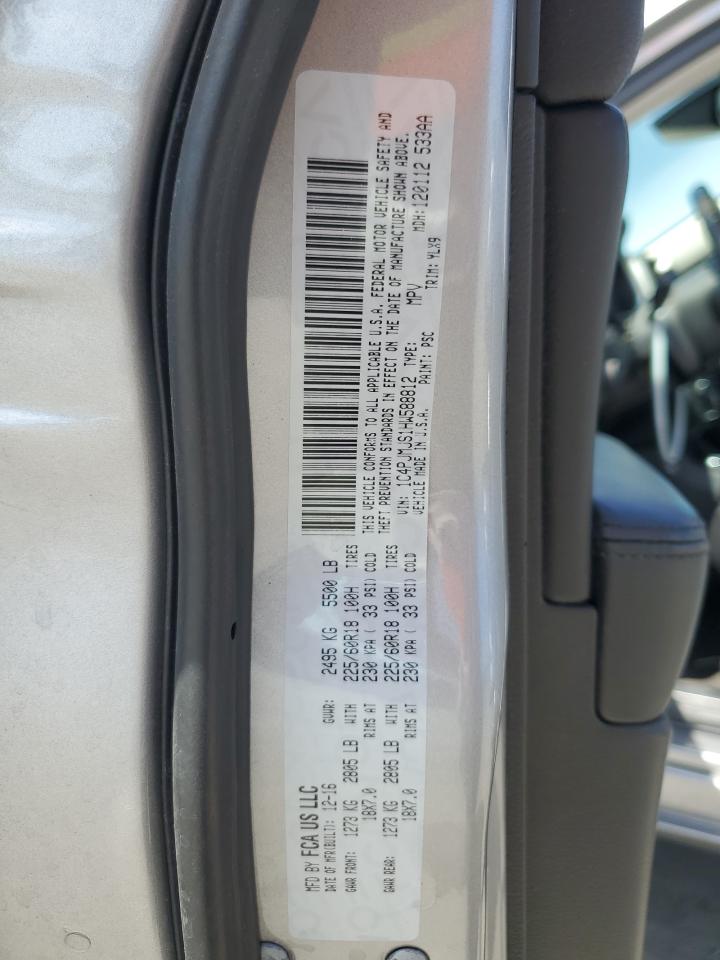 MFD BY FCA US LLC
DATE OF MFR(BUILT): 12-16 GVWR: 2495 KG 5500 LB
GAWR FRONT: 1273 KG 2805 LB WITH 225/60R18 100H TIRES
18X7.0 RIMS AT 230 KPA ( 33 PSI) COLD
GAWR REAR: 1273 KG 2805 LB WITH 225/60R18 100H TIRES
18X7.0 RIMS AT 230 KPA ( 33 PSI) COLD
THIS VEHICLE CONFORMS TO ALL APPLICABLE U.S.A. FEDERAL MOTOR VEHICLE SAFETY AND
THEFT PREVENTION STANDARDS IN EFFECT ON THE DATE OF MANUFACTURE SHOWN ABOVE.
VIN: 1C4PJMJS1HW588812 TYPE: MPV MDH:120112 533AA
VEHICLE MADE IN U.S.A. PAINT: PSC TRIM: YLX9